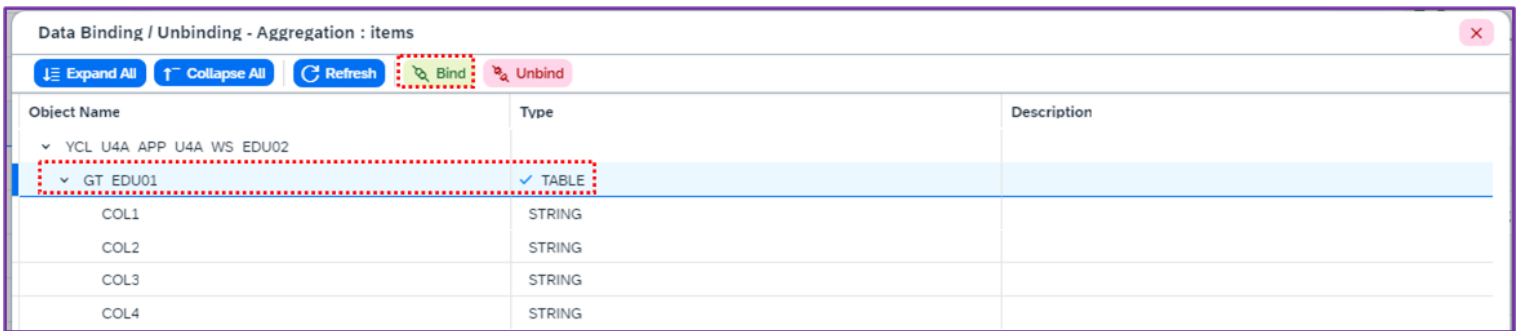 Data Binding / Unbinding - Aggregation : items
Expand All Collapse All Refresh Bind Unbind
Object Name Type Description
YCL_U4A_APP_U4A_WS_EDU02
GT_EDU01 TABLE
COL1 STRING
COL2 STRING
COL3 STRING
COL4 STRING